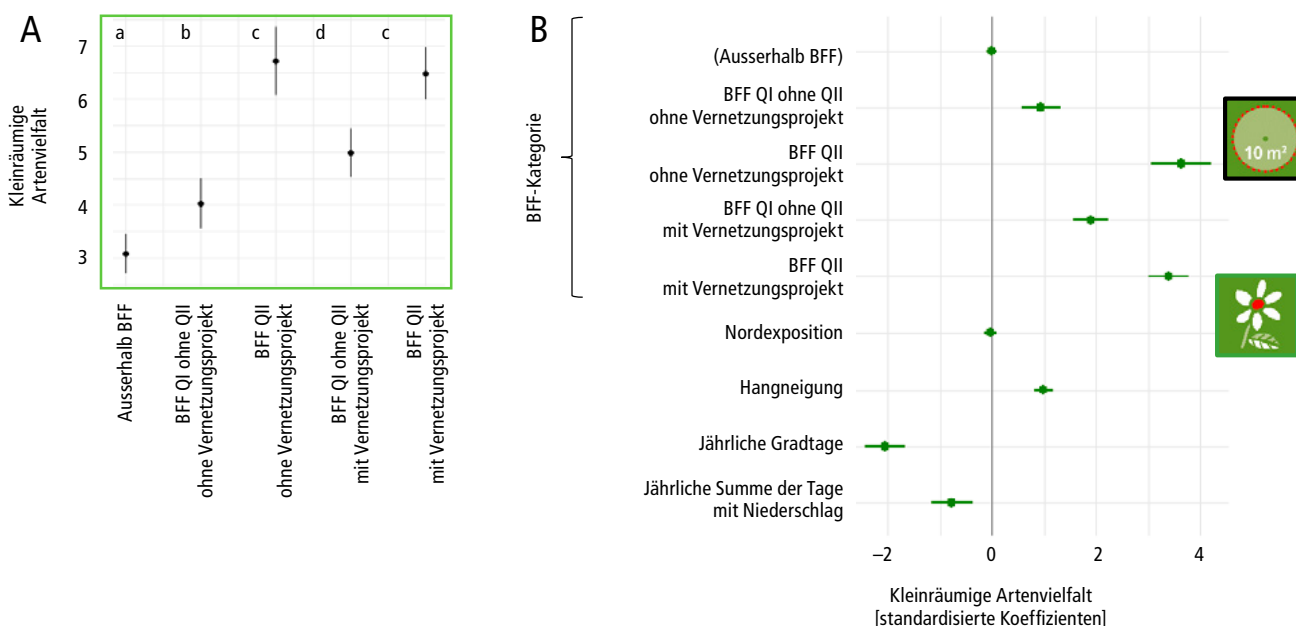 A
a b c d c
7
6
5
4
3
Kleinräumige
Artenvielfalt
Ausserhalb BFF
BFF QI ohne QII
ohne Vernetzungsprojekt
BFF QII
ohne Vernetzungsprojekt
BFF QI ohne QII
mit Vernetzungsprojekt
BFF QII
mit Vernetzungsprojekt
B
BFF-Kategorie
(Ausserhalb BFF)
BFF QI ohne QII
ohne Vernetzungsprojekt
BFF QII
ohne Vernetzungsprojekt
BFF QI ohne QII
mit Vernetzungsprojekt
BFF QII
mit Vernetzungsprojekt
Nordexposition
Hangneigung
Jährliche Gradtage
Jährliche Summe der Tage
mit Niederschlag
–2 0 2 4
Kleinräumige Artenvielfalt
[standardisierte Koeffizienten]
10 m²